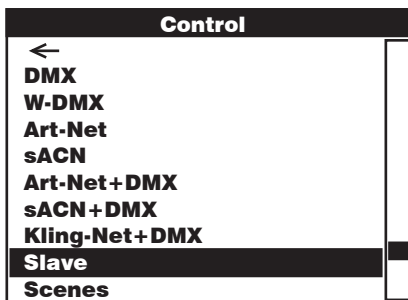 Control
←
DMX
W-DMX
Art-Net
sACN
Art-Net+DMX
sACN+DMX
Kling-Net+DMX
Slave
Scenes